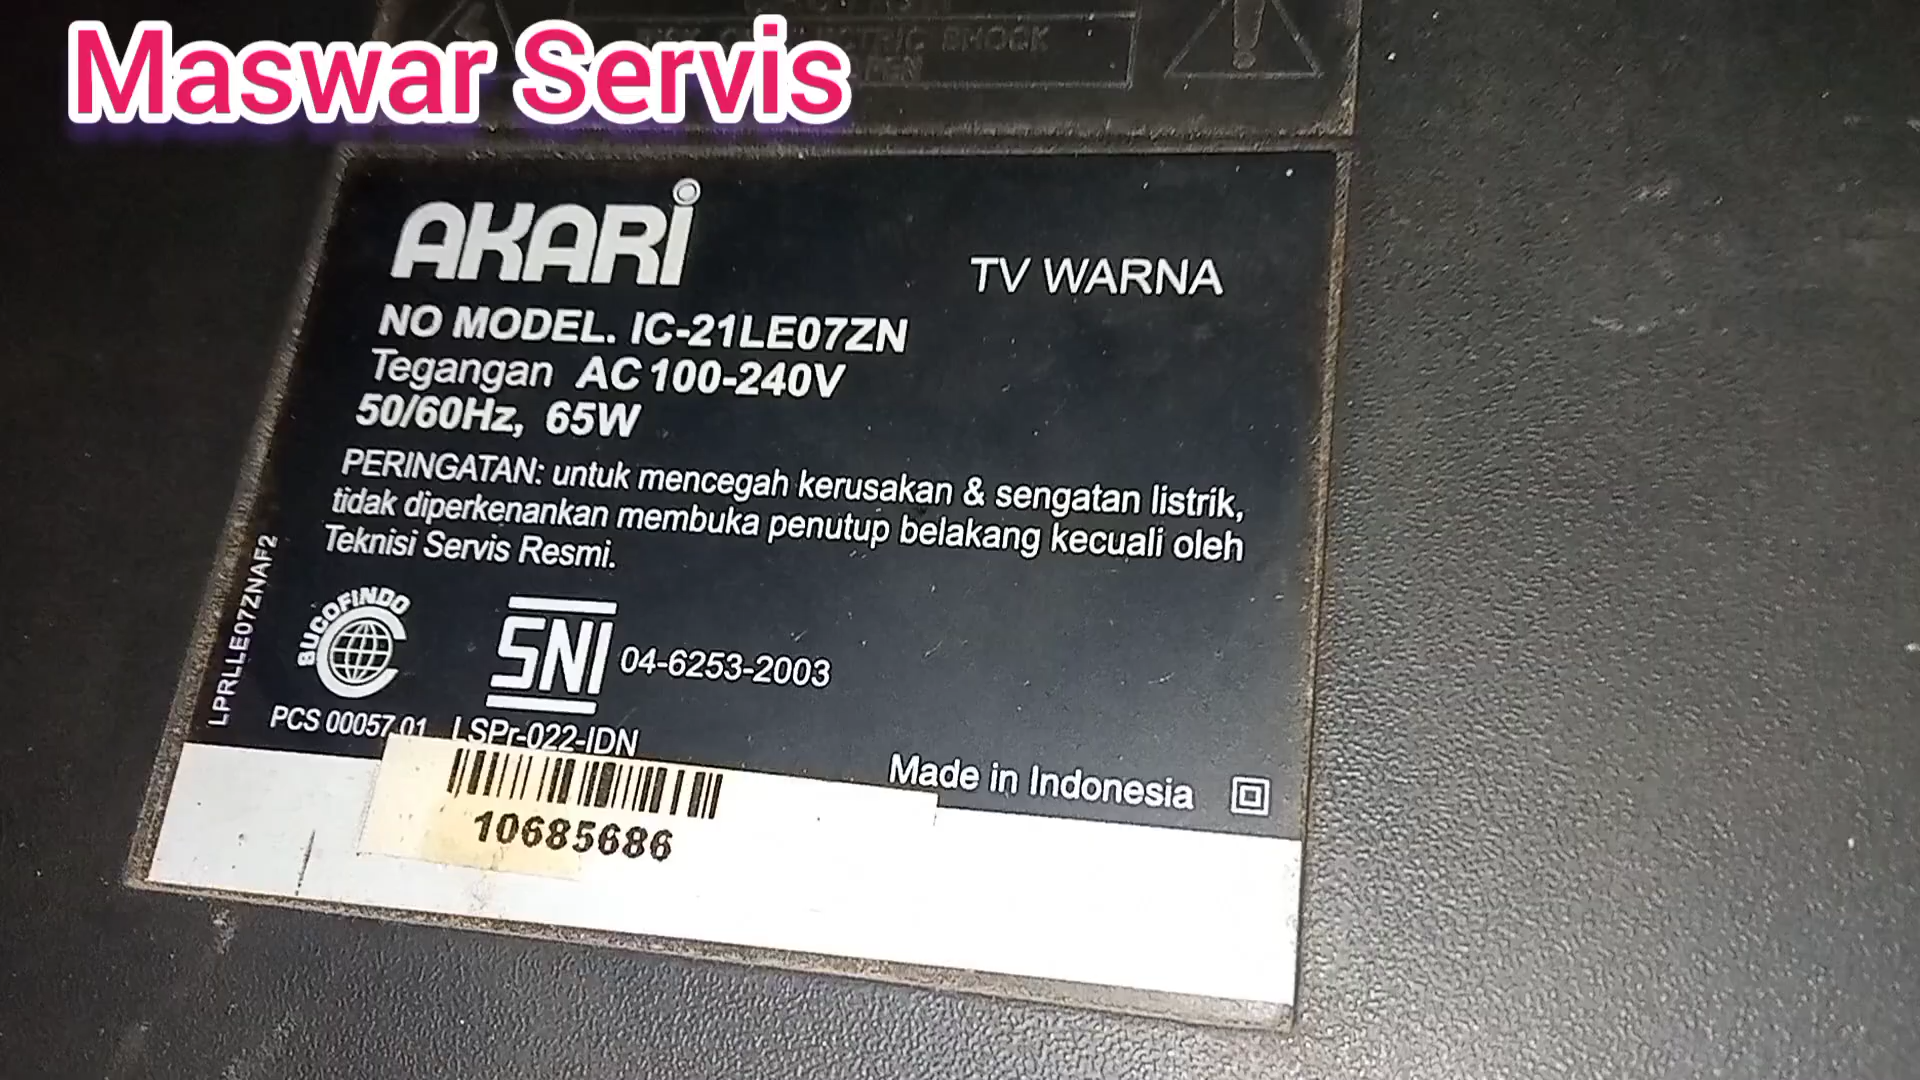 Maswar Servis
ELECTRIC SHOCK
AKARI
TV WARNA
NO MODEL. IC-21LE07ZN
Tegangan AC 100-240V
50/60Hz, 65W
PERINGATAN: untuk mencegah kerusakan & sengatan listrik,
tidak diperkenankan membuka penutup belakang kecuali oleh
Teknisi Servis Resmi.
LPRLLE07ZNAF2
SUCOFINDO
SNI 04-6253-2003
PCS 00057.01 LSPr-022-IDN
Made in Indonesia
10685686